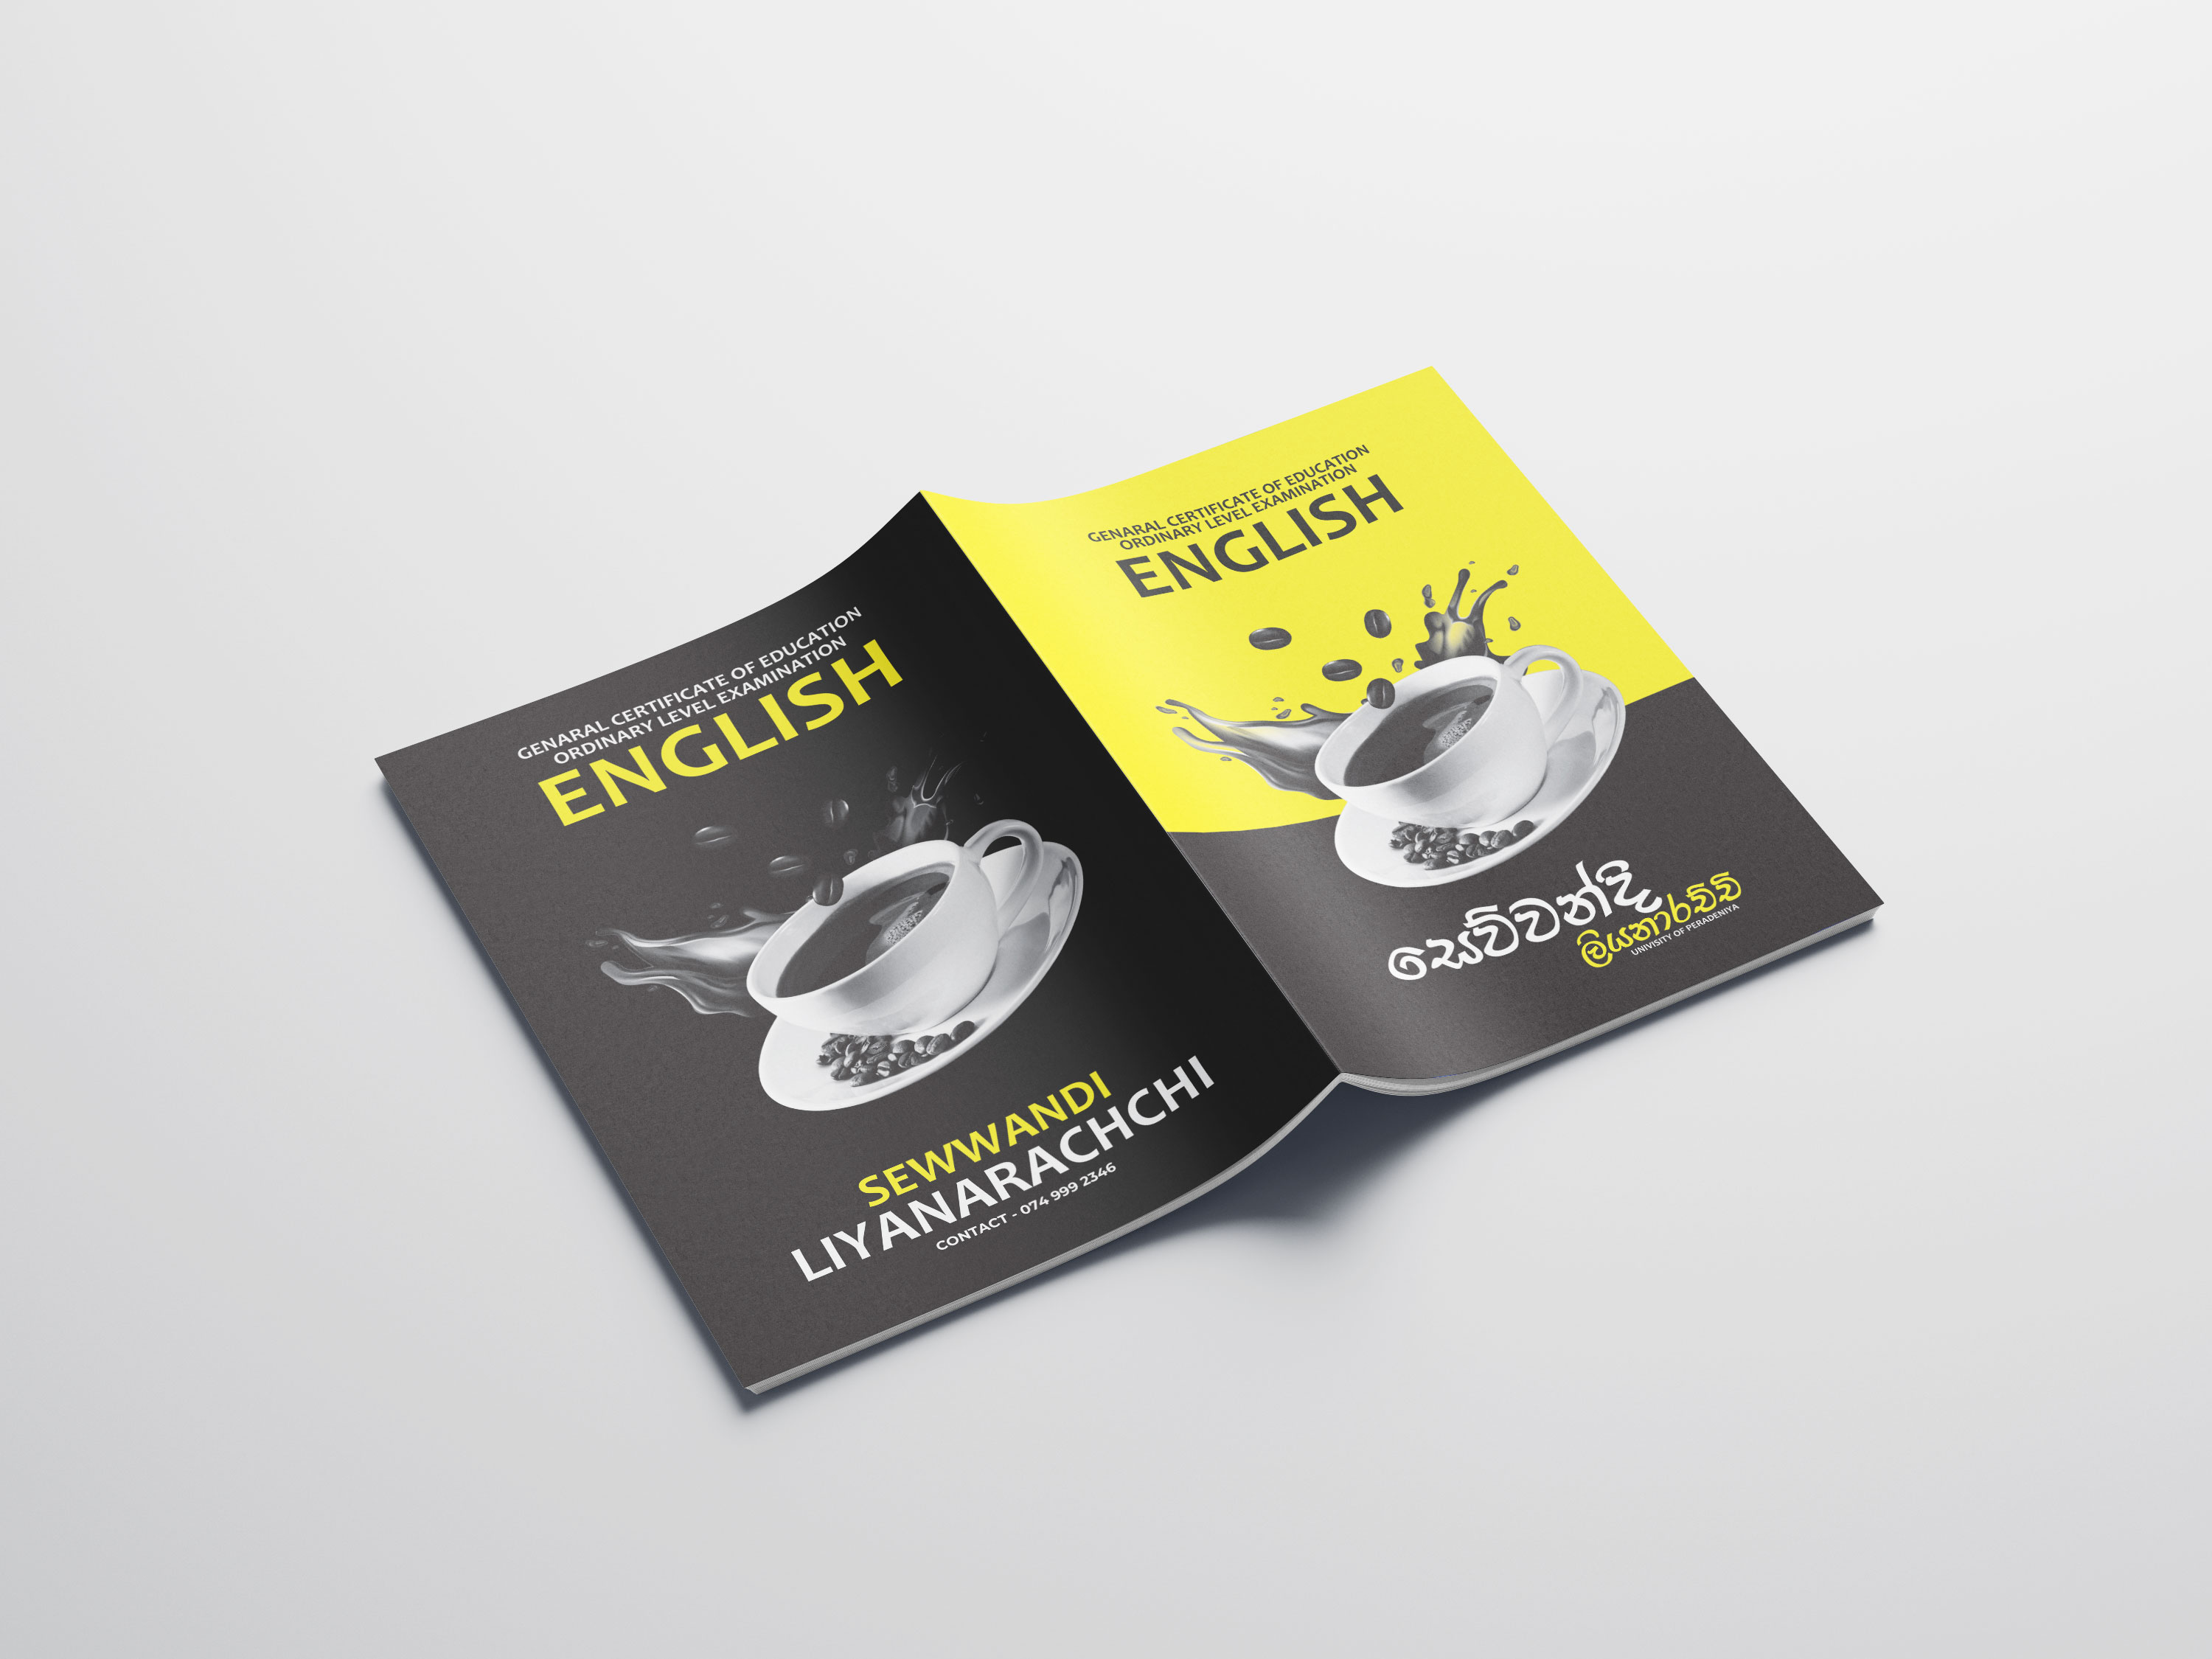 GENARAL CERTIFICATE OF EDUCATION
ORDINARY LEVEL EXAMINATION
ENGLISH
SEWWANDI
LIYANARACHCHI
CONTACT - 074 999 2346
GENARAL CERTIFICATE OF EDUCATION
ORDINARY LEVEL EXAMINATION
ENGLISH
සෙව්වන්දි
ලියනාරච්චි
UNIVISITY OF PERADENIYA